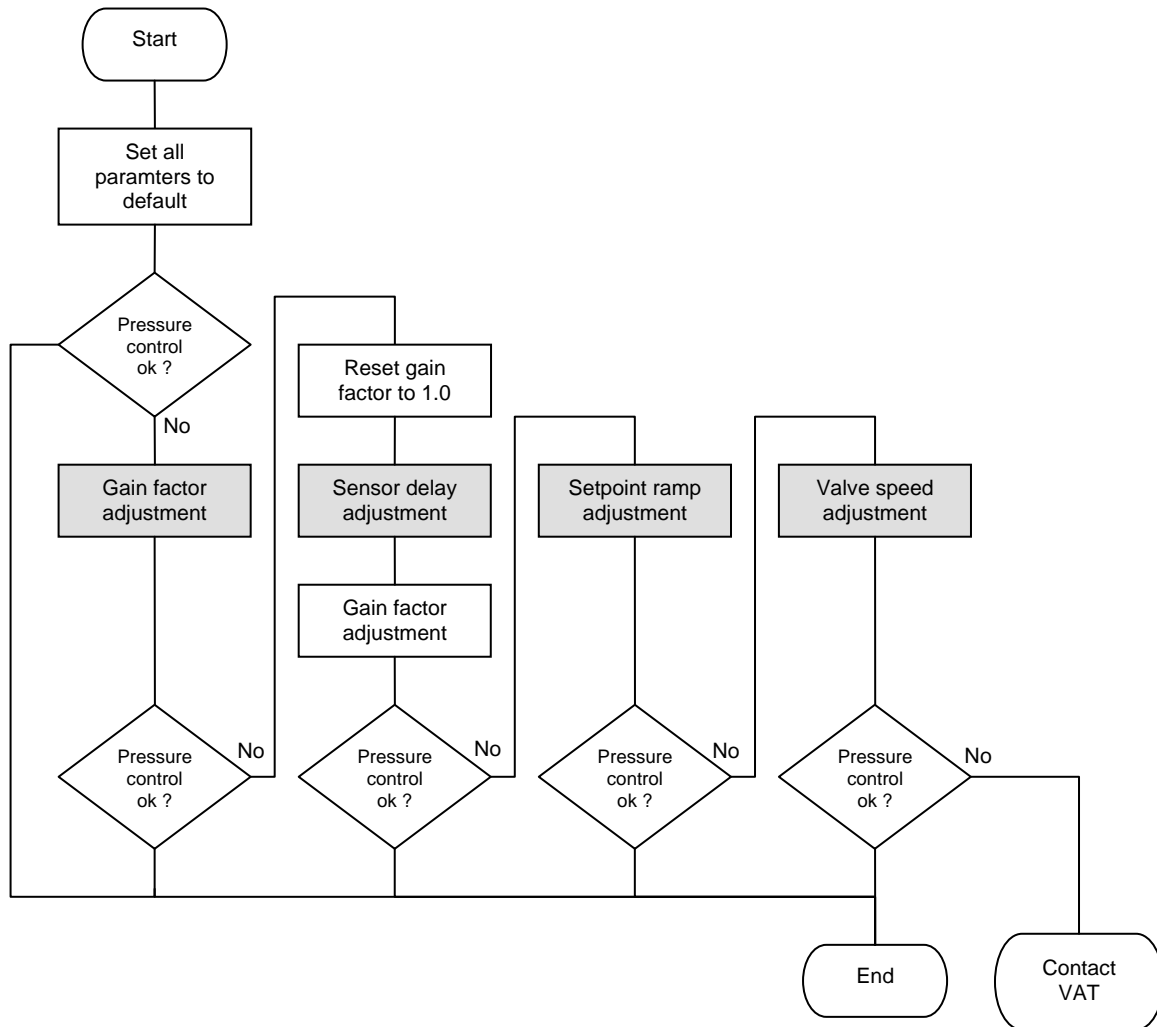 Start
Set all
paramters to
default
Pressure
control
ok ?
No
Gain factor
adjustment
Pressure
control
ok ?
No
Reset gain
factor to 1.0
Sensor delay
adjustment
Gain factor
adjustment
Pressure
control
ok ?
No
Setpoint ramp
adjustment
Pressure
control
ok ?
No
Valve speed
adjustment
Pressure
control
ok ?
No
End
Contact
VAT